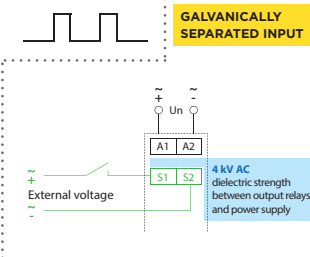 GALVANICALLY
SEPARATED INPUT
~ ~
+ Un -
A1 A2
~
+
S1 S2
External voltage
~
-
4 kV AC
dielectric strength
between output relays
and power supply